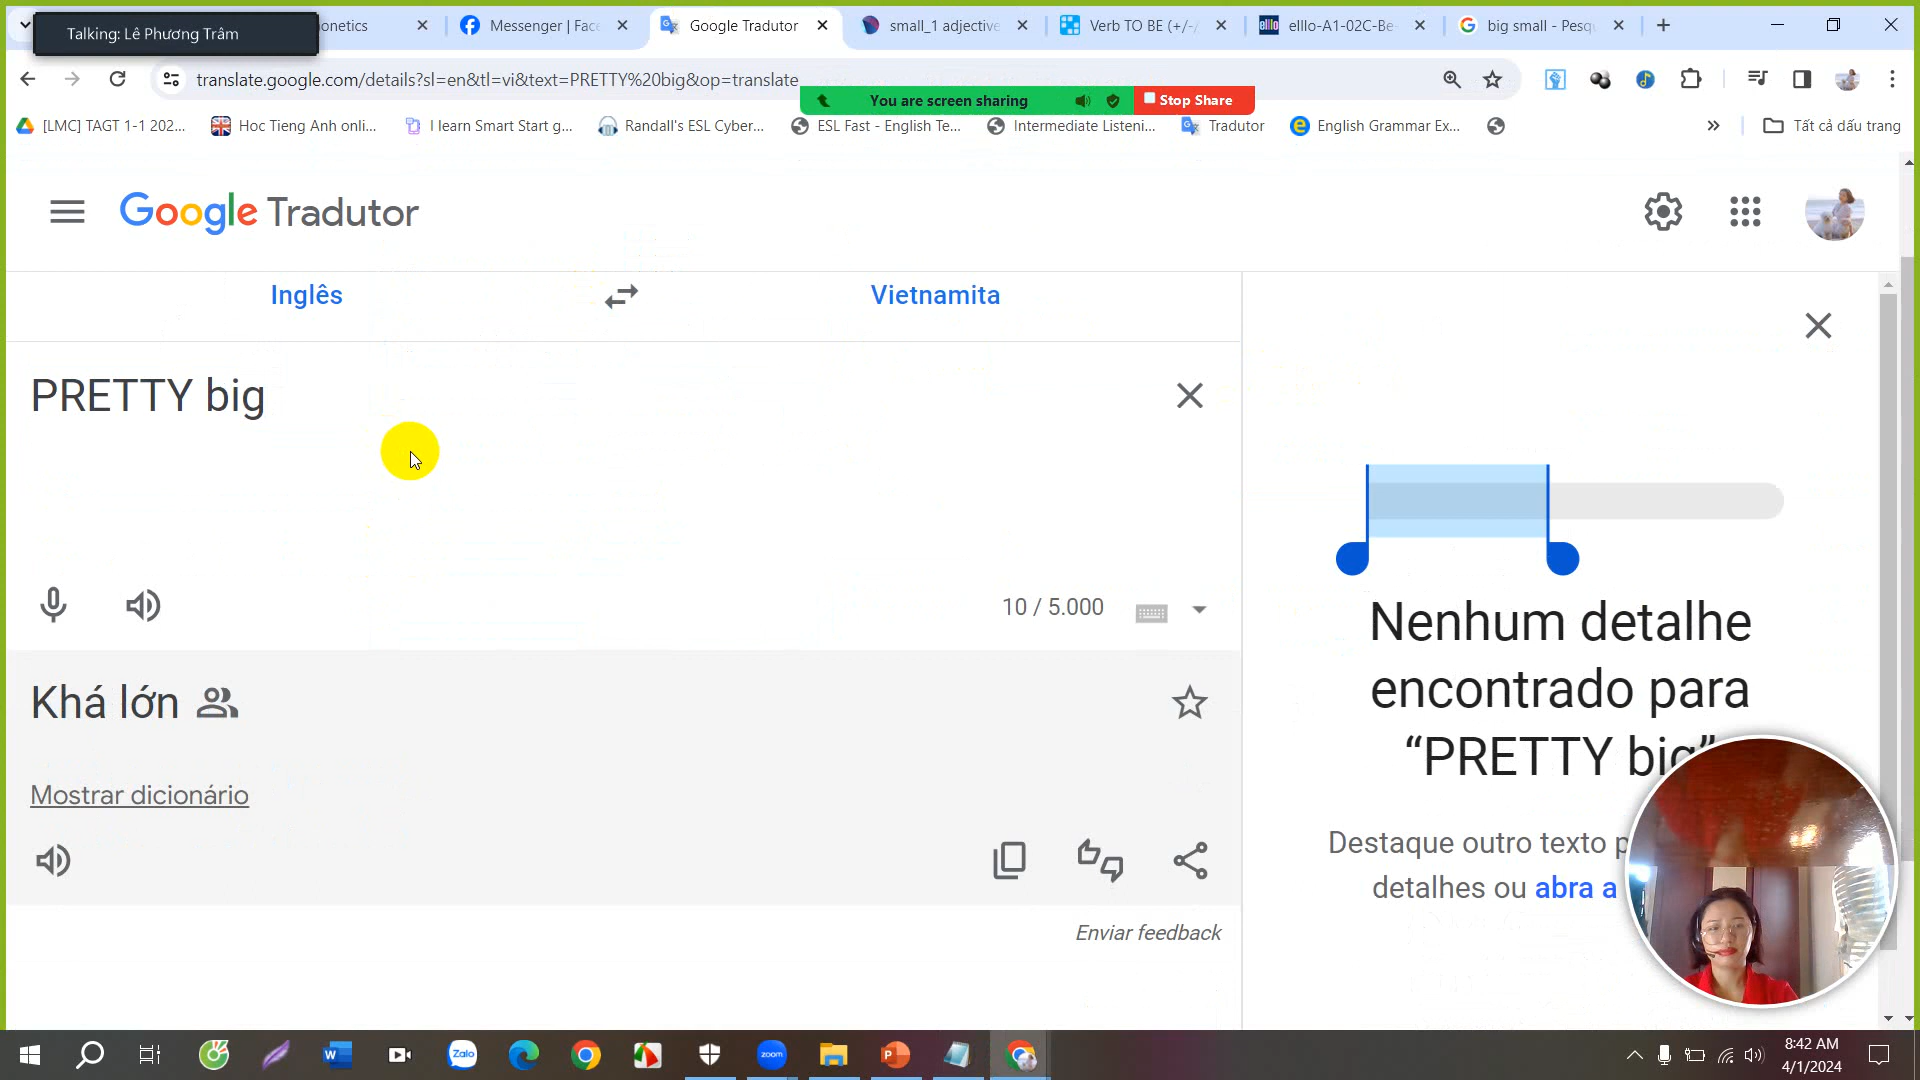 Talking: Lê Phương Trâm
onetics
Messenger | Face
Google Tradutor
small_1 adjective
Verb TO BE (+/-/
elllo-A1-02C-Be-
big small - Pesq
translate.google.com/details?sl=en&tl=vi&text=PRETTY%20big&op=translate
You are screen sharing
Stop Share
[LMC] TAGT 1-1 202...
Hoc Tieng Anh onli...
I learn Smart Start g...
Randall's ESL Cyber...
ESL Fast - English Te...
Intermediate Listeni...
Tradutor
English Grammar Ex...
Tất cả dấu trang
Google Tradutor
Inglês
Vietnamita
PRETTY big
10 / 5.000
Khá lớn
Mostrar dicionário
Enviar feedback
Nenhum detalhe
encontrado para
“PRETTY big”
Destaque outro texto p
detalhes ou abra a
Zalo
zoom
8:42 AM
4/1/2024